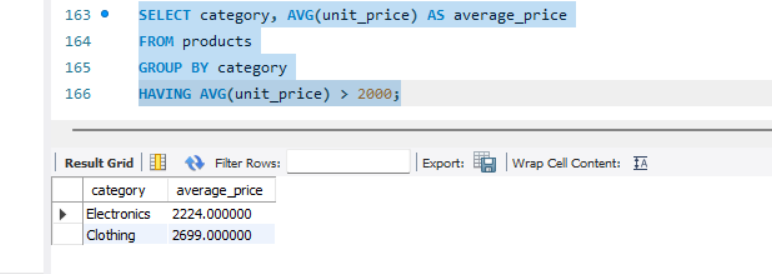 163 SELECT category, AVG(unit_price) AS average_price
164 FROM products
165 GROUP BY category
166 HAVING AVG(unit_price) > 2000;
Result Grid Filter Rows: Export: Wrap Cell Content: IA
category average_price
Electronics 2224.000000
Clothing 2699.000000